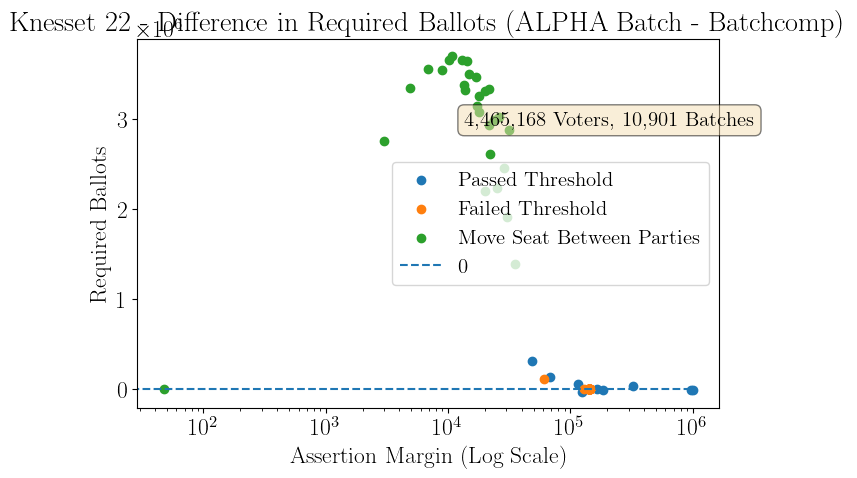 Knesset 22 - Difference in Required Ballots (ALPHA Batch - Batchcomp)
×10⁶
4,465,168 Voters, 10,901 Batches
3
2
1
0
Required Ballots
Passed Threshold
Failed Threshold
Move Seat Between Parties
0
10² 10³ 10⁴ 10⁵ 10⁶
Assertion Margin (Log Scale)